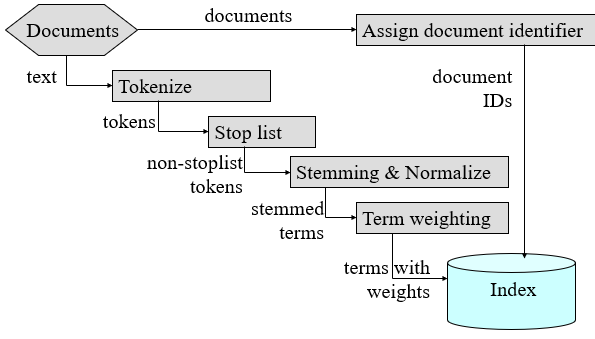 documents
Documents
Assign document identifier
text
document
IDs
Tokenize
tokens
Stop list
non-stoplist
tokens
Stemming & Normalize
stemmed
terms
Term weighting
terms with
weights
Index